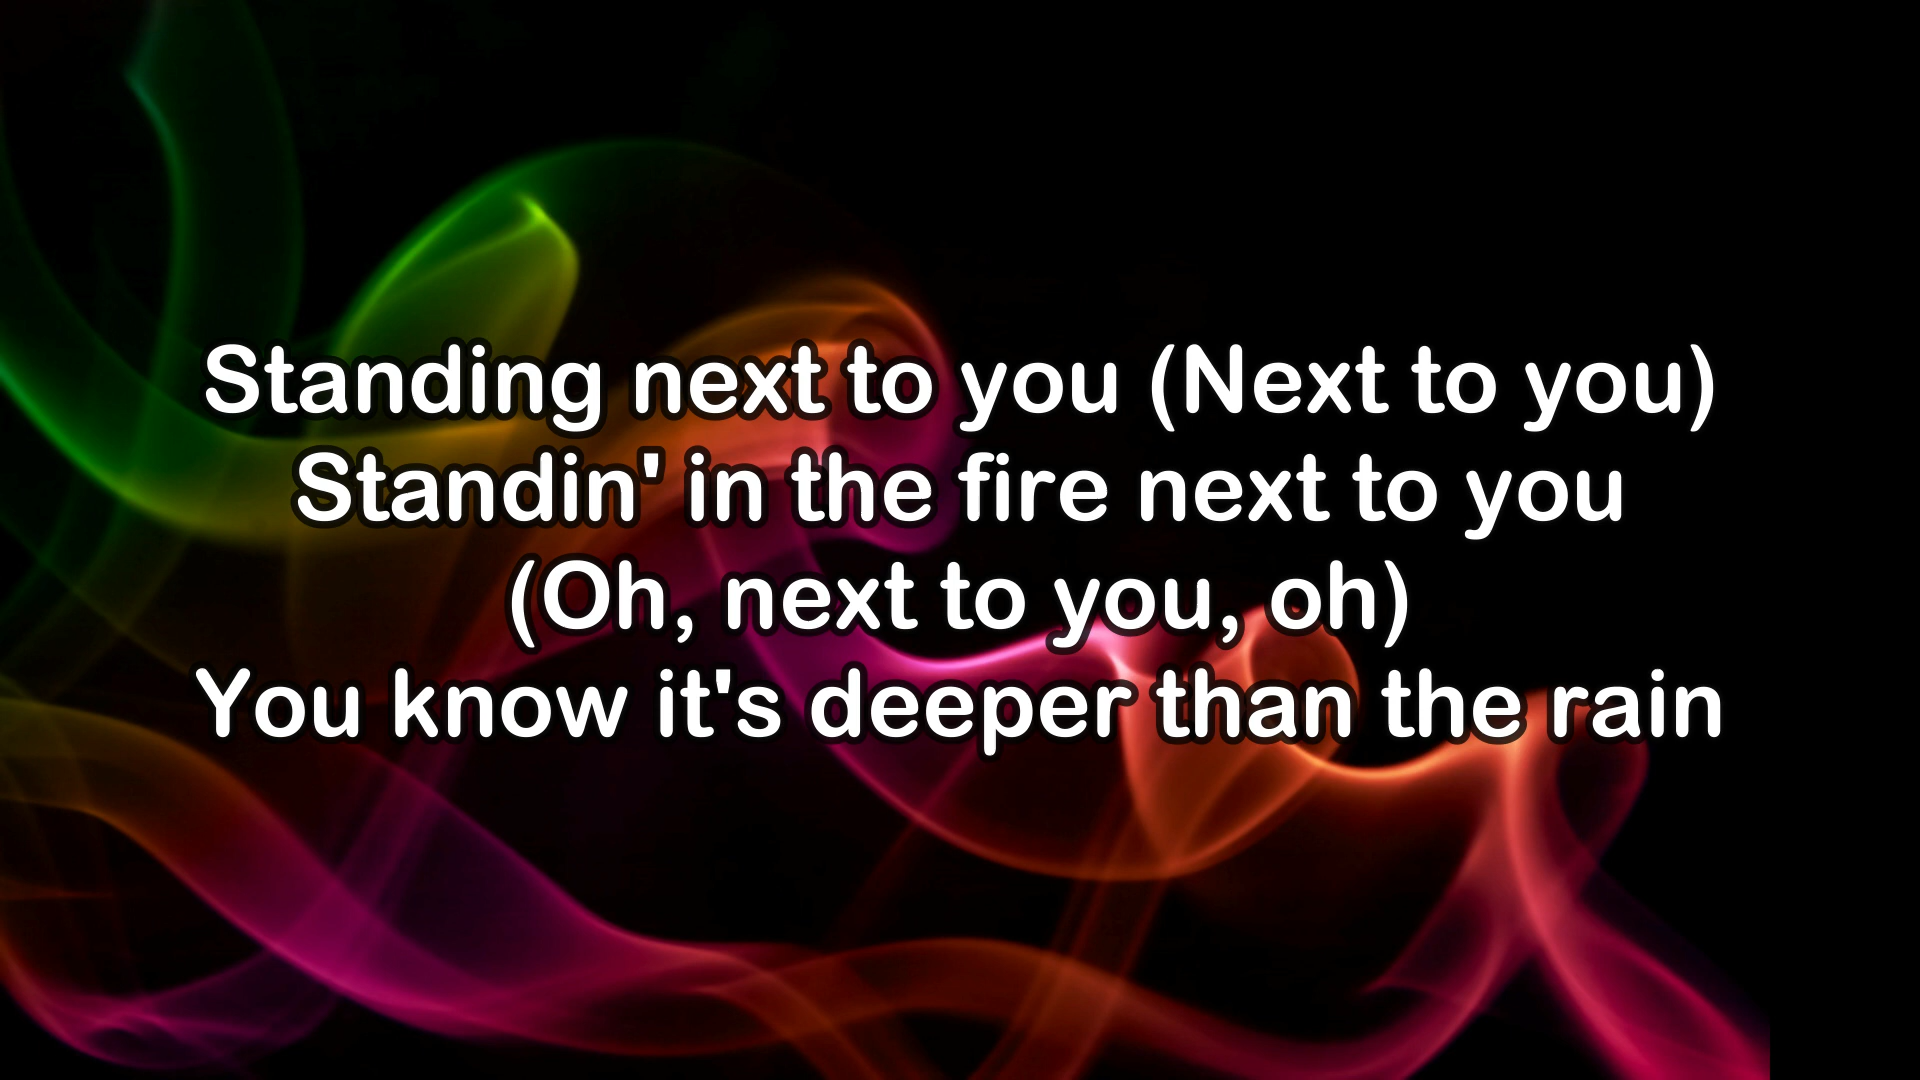 Standing next to you (Next to you)
Standin' in the fire next to you
(Oh, next to you, oh)
You know it's deeper than the rain